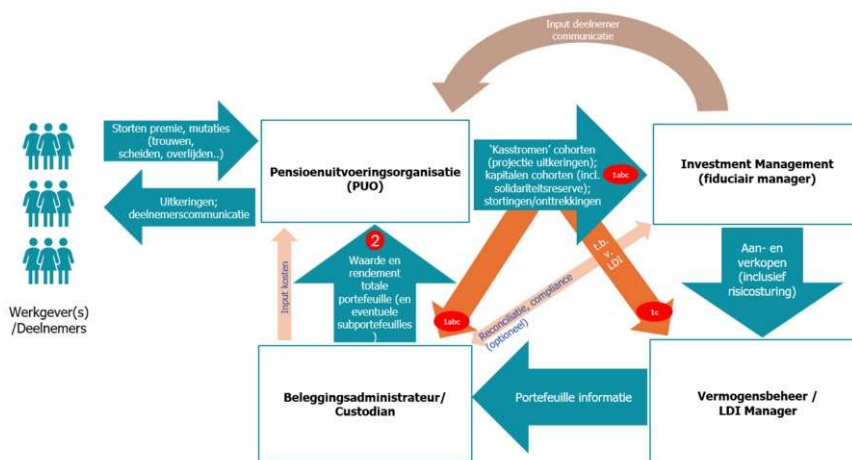 Input deelnemer
communicatie
Storten premie, mutaties
(trouwen,
scheiden, overlijden..)
Uitkeringen;
deelnemerscommunicatie
Werkgever(s)
/Deelnemers
Pensioenuitvoeringsorganisatie
(PUO)
'Kasstromen' cohorten
(projectie uitkeringen);
kapitalen cohorten (incl.
solidariteitsreserve);
stortingen/onttrekkingen
1abc
Investment Management
(fiduciair manager)
2
Waarde en
rendement
totale
portefeuille (en
eventuele
subportefeuilles
)
Input kosten
1abc
t.b.
v.
LDI
1c
Reconciliatie, compliance
(optioneel)
Aan- en
verkopen
(inclusief
risicosturing)
Beleggingsadministrateur/
Custodian
Portefeuille informatie
Vermogensbeheer /
LDI Manager